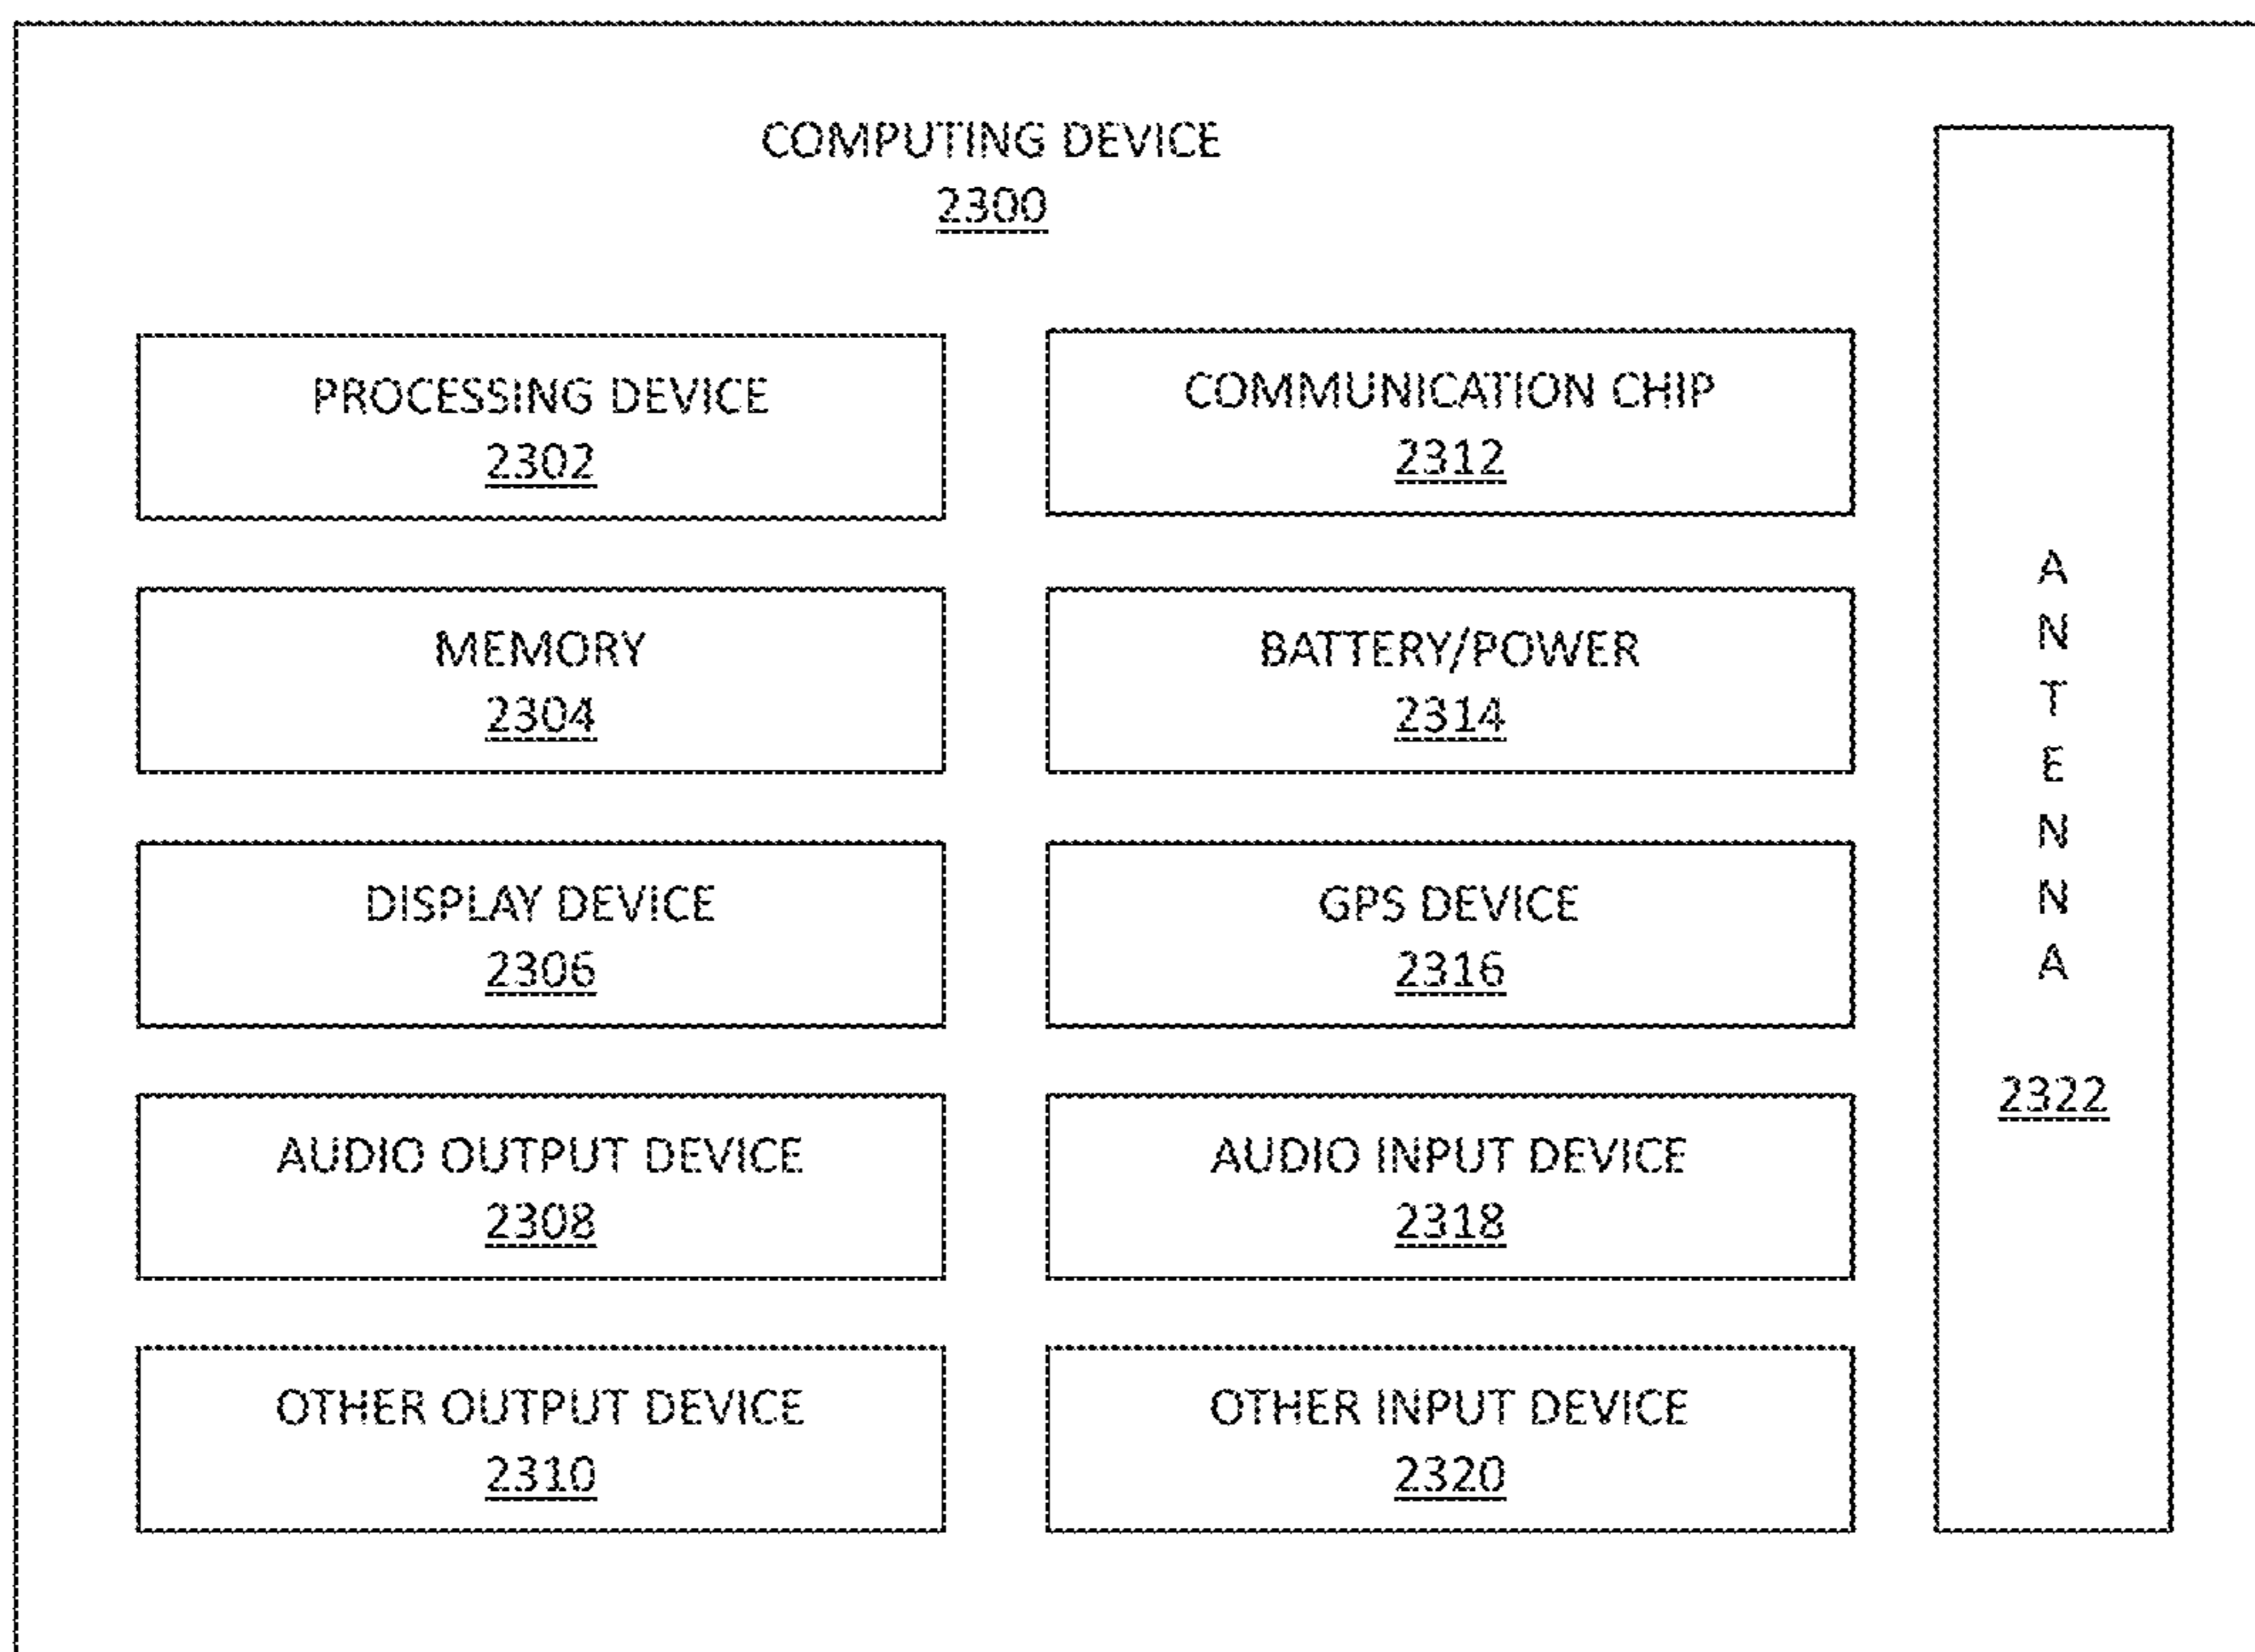 COMPUTING DEVICE
2300
PROCESSING DEVICE
2302
MEMORY
2304
DISPLAY DEVICE
2306
AUDIO OUTPUT DEVICE
2308
OTHER OUTPUT DEVICE
2310
COMMUNICATION CHIP
2312
BATTERY/POWER
2314
GPS DEVICE
2316
AUDIO INPUT DEVICE
2318
OTHER INPUT DEVICE
2320
ANTENNA
2322